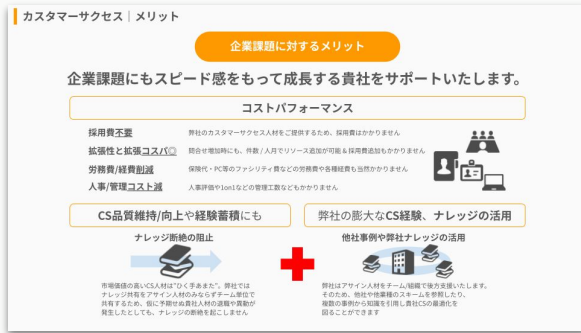 カスタマーサクセス｜メリット
企業課題に対するメリット
企業課題にもスピード感をもって成長する貴社をサポートいたします。
コストパフォーマンス
採用費不要 弊社のカスタマーサクセス人材をご提供するため、採用費はかかりません
拡張性と拡張コスパ◎ 問合せ増加時にも、件数 / 人月でリソース追加が可能 & 採用費追加もかかりません
労務費/経費削減 保険代・PC等のファシリティ費などの労務費や各種経費も当然かかりません
人事/管理コスト減 人事評価や1on1などの管理工数などもかかりません
CS品質維持/向上や経験蓄積にも
ナレッジ断絶の阻止
市場価値の高いCS人材は"ひく手あまた"。弊社では
ナレッジ共有をアサイン人材のみならずチーム単位で
共有するため、仮に予期せぬ貴社人材の退職や異動が
発生したとしても、ナレッジの断絶を起こしません
弊社の膨大なCS経験、ナレッジの活用
他社事例や弊社ナレッジの活用
弊社はアサイン人材をチーム/組織で後方支援いたします。
そのため、他社や他業種のスキームを参照したり、
複数の事例から知識を引用し貴社CSの最適化を
図ることができます